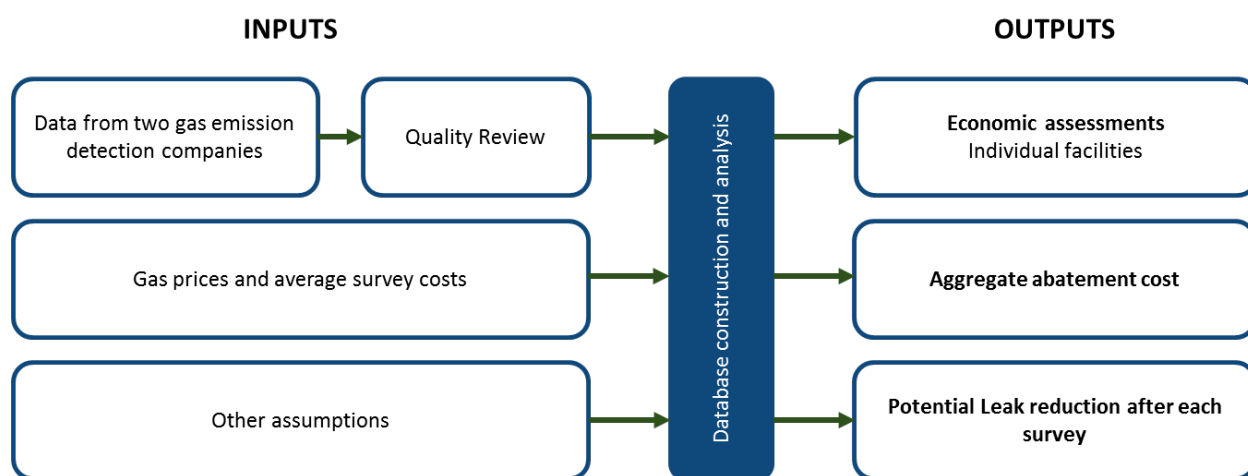 INPUTS
OUTPUTS
Data from two gas emission
detection companies
Quality Review
Gas prices and average survey costs
Other assumptions
Database construction and analysis
Economic assessments
Individual facilities
Aggregate abatement cost
Potential Leak reduction after each
survey